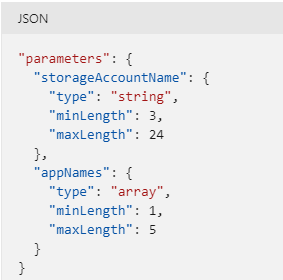 JSON
"parameters": {
  "storageAccountName": {
    "type": "string",
    "minLength": 3,
    "maxLength": 24
  },
  "appNames": {
    "type": "array",
    "minLength": 1,
    "maxLength": 5
  }
}